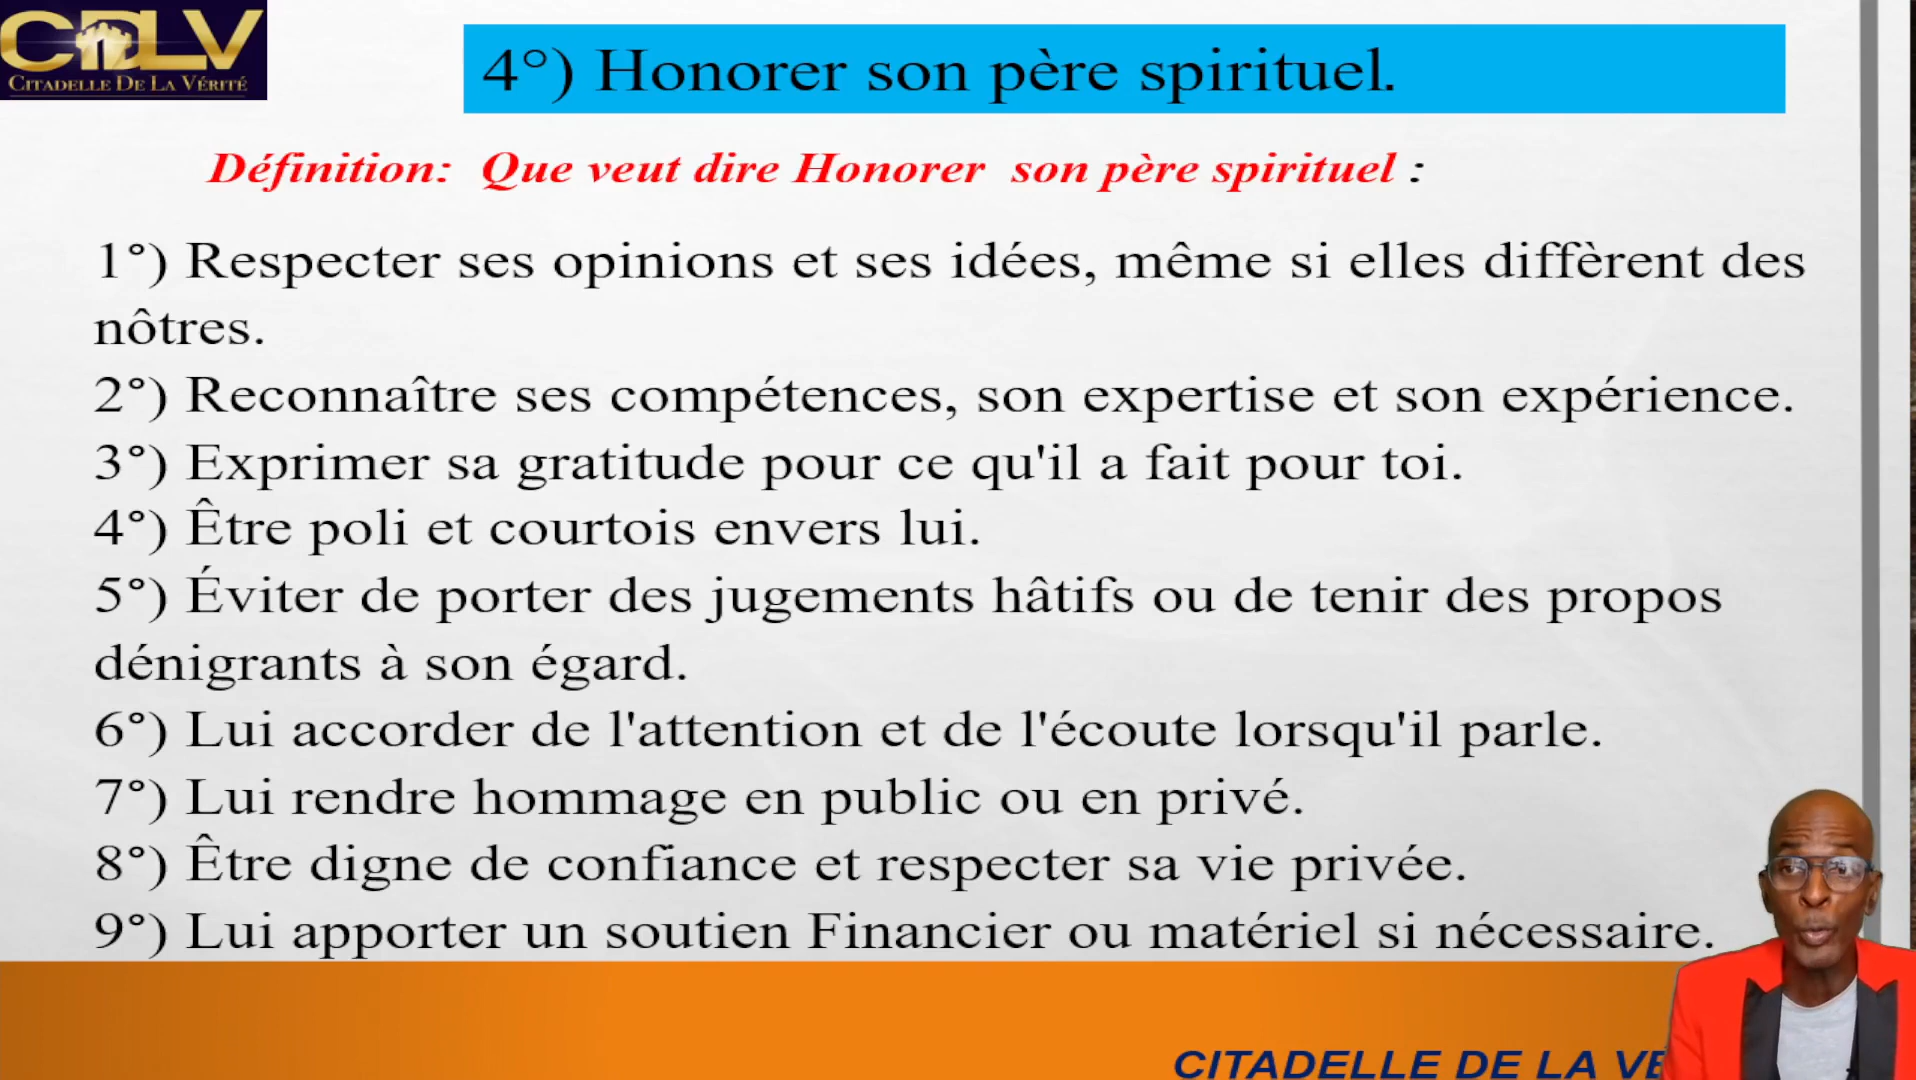 CDLV
CITADELLE DE LA VÉRITÉ
4°) Honorer son père spirituel.
Définition: Que veut dire Honorer son père spirituel :
1°) Respecter ses opinions et ses idées, même si elles diffèrent des
nôtres.
2°) Reconnaître ses compétences, son expertise et son expérience.
3°) Exprimer sa gratitude pour ce qu'il a fait pour toi.
4°) Être poli et courtois envers lui.
5°) Éviter de porter des jugements hâtifs ou de tenir des propos
dénigrants à son égard.
6°) Lui accorder de l'attention et de l'écoute lorsqu'il parle.
7°) Lui rendre hommage en public ou en privé.
8°) Être digne de confiance et respecter sa vie privée.
9°) Lui apporter un soutien Financier ou matériel si nécessaire.
CITADELLE DE LA VÉ